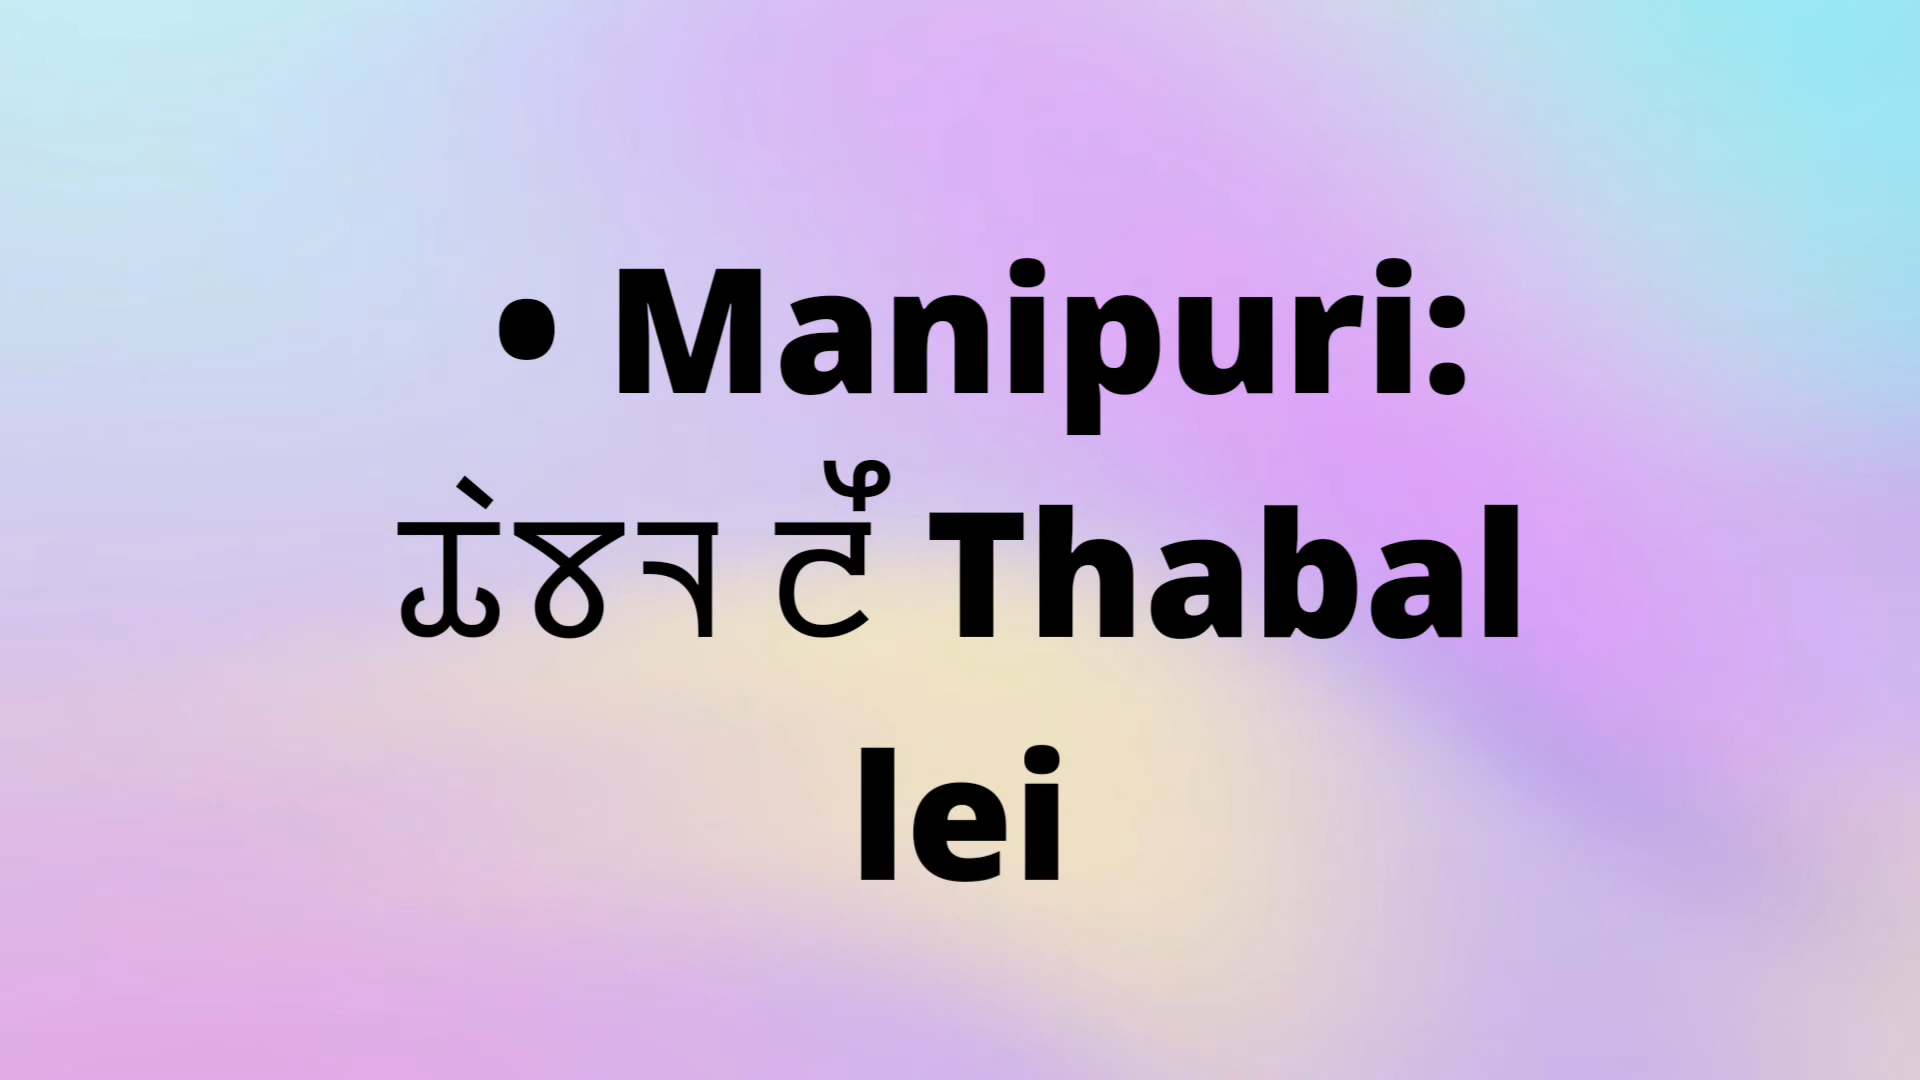 • Manipuri:
ꯊꯥꯕꯜ ꯂꯩ Thabal
lei